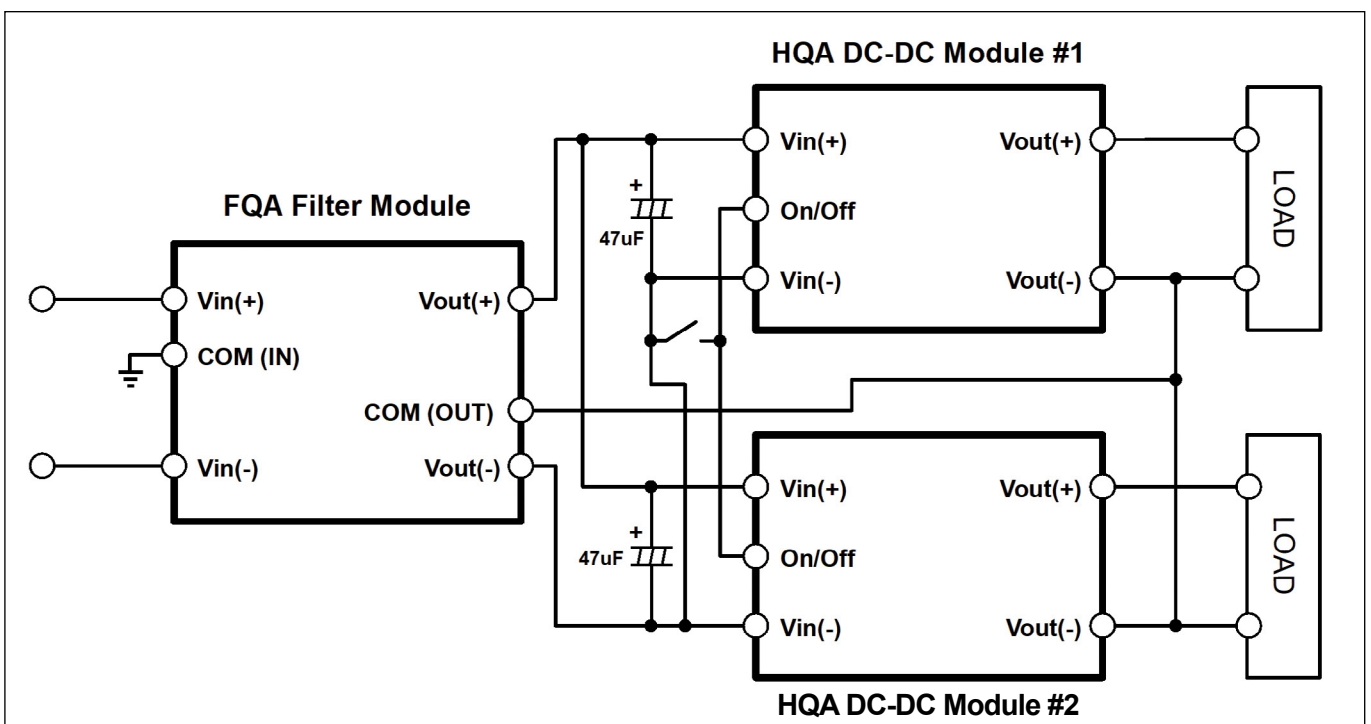 HQA DC-DC Module #1
Vin(+)
Vout(+)
On/Off
Vin(-)
Vout(-)
LOAD
+
47uF
FQA Filter Module
Vin(+)
Vout(+)
COM (IN)
COM (OUT)
Vin(-)
Vout(-)
+
47uF
Vin(+)
Vout(+)
On/Off
Vin(-)
Vout(-)
LOAD
HQA DC-DC Module #2